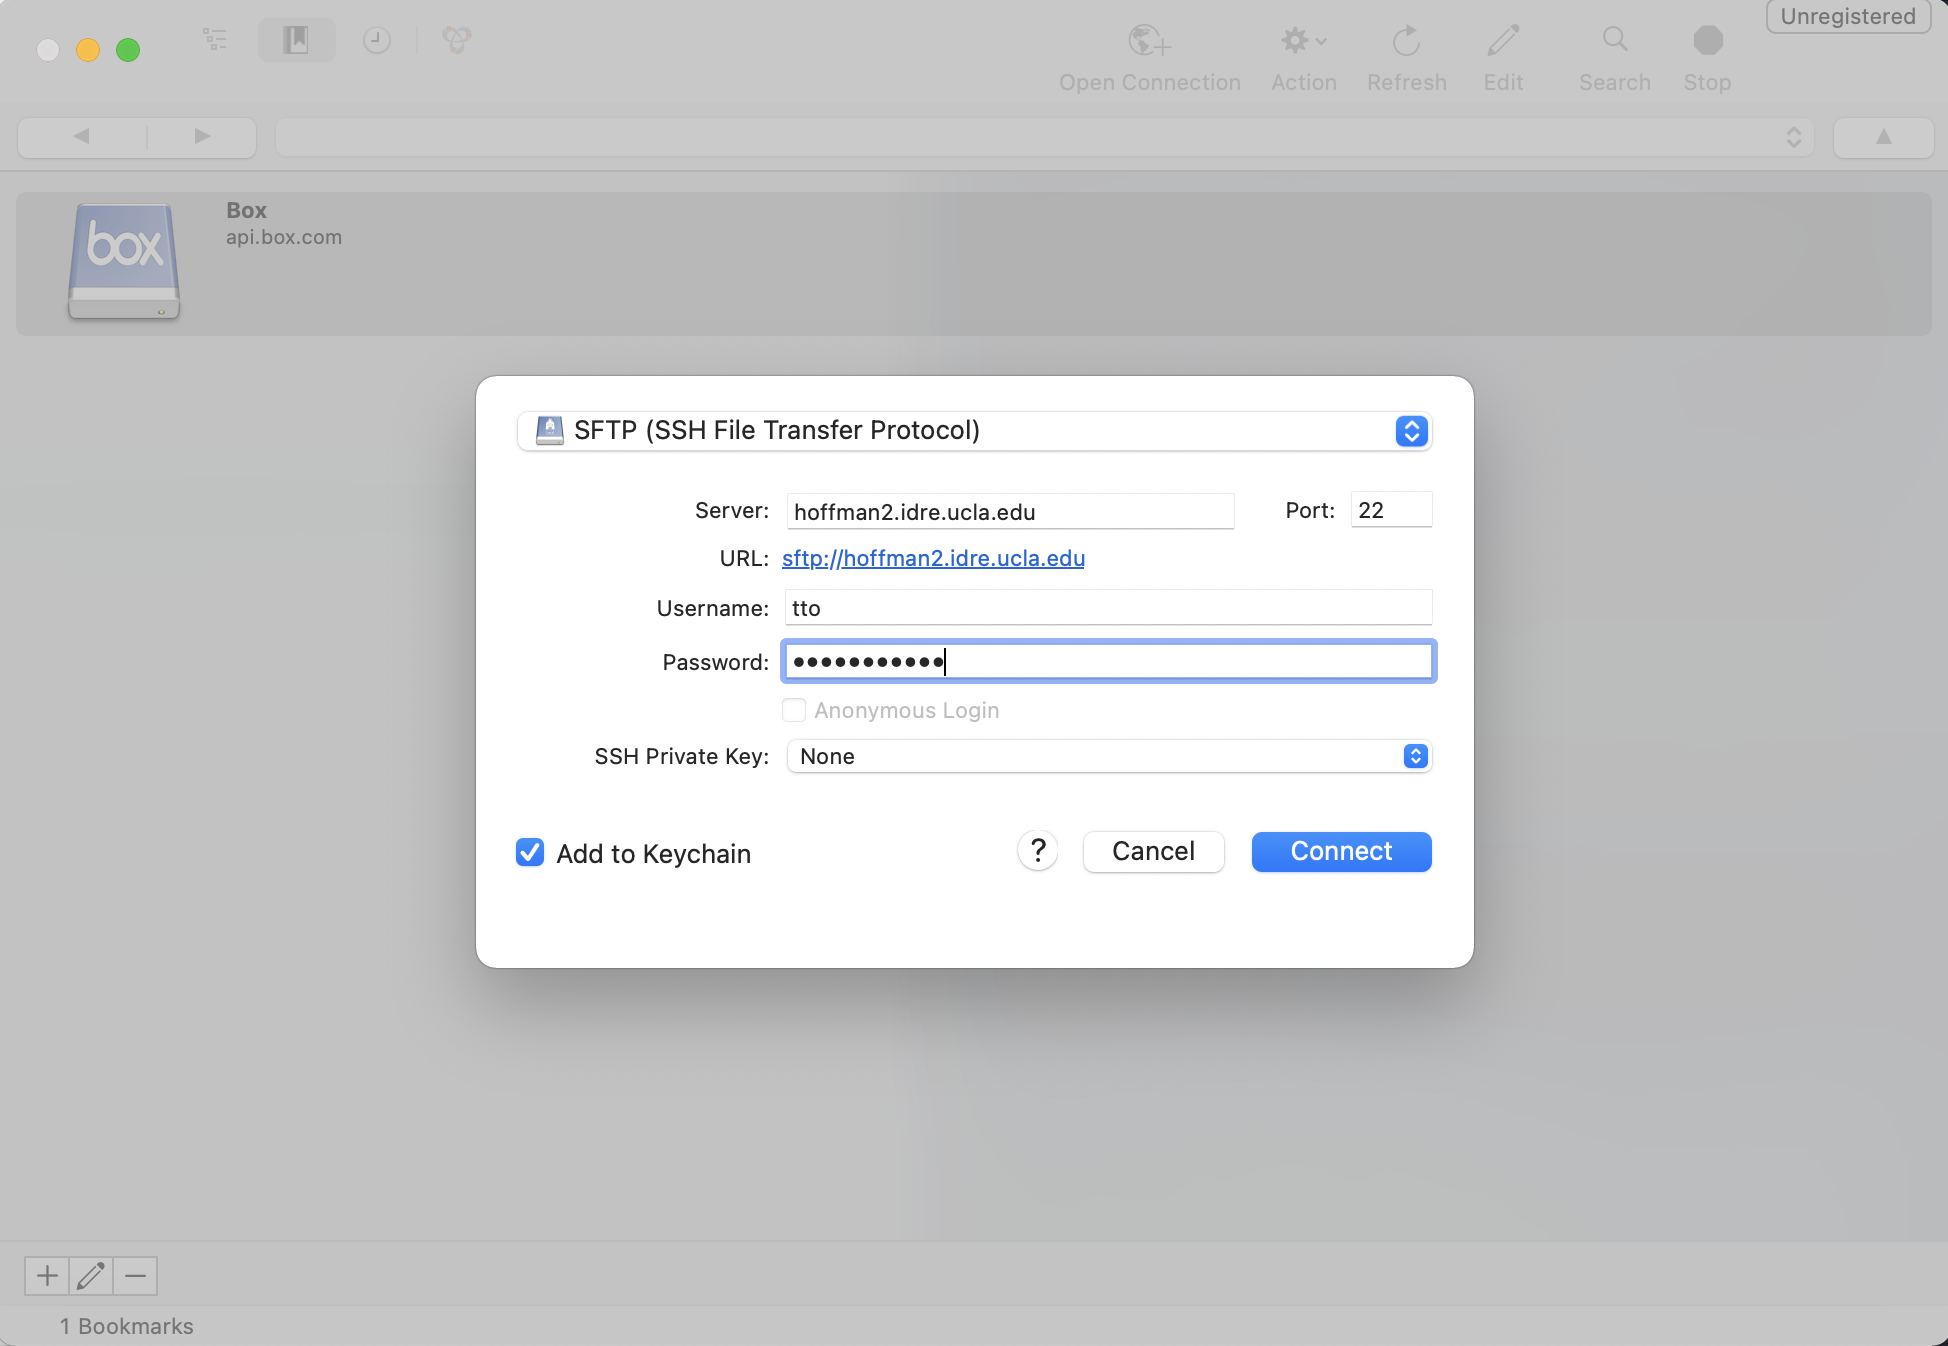 Unregistered
Open Connection
Action
Refresh
Edit
Search
Stop
box
Box
api.box.com
SFTP (SSH File Transfer Protocol)
Server: hoffman2.idre.ucla.edu Port: 22
URL: sftp://hoffman2.idre.ucla.edu
Username: tto
Password: •••••••••••
Anonymous Login
SSH Private Key: None
Add to Keychain ? Cancel Connect
1 Bookmarks